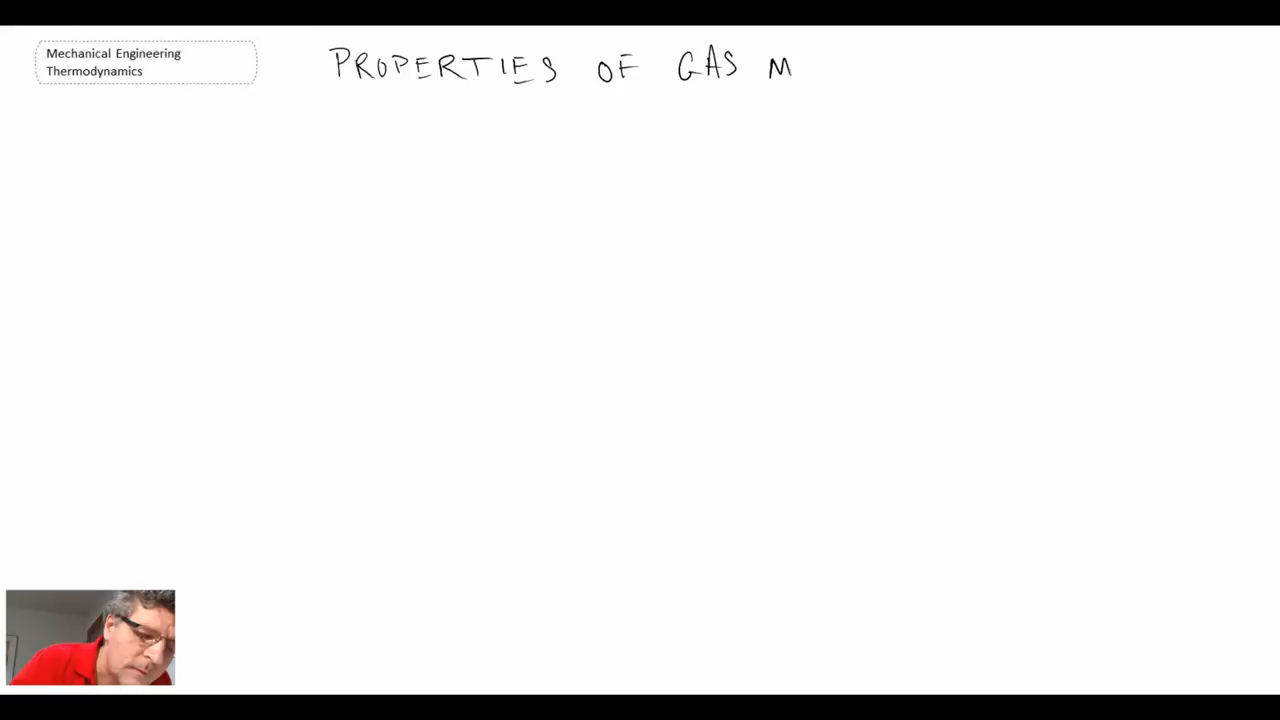 Mechanical Engineering
Thermodynamics
PROPERTIES OF GAS M